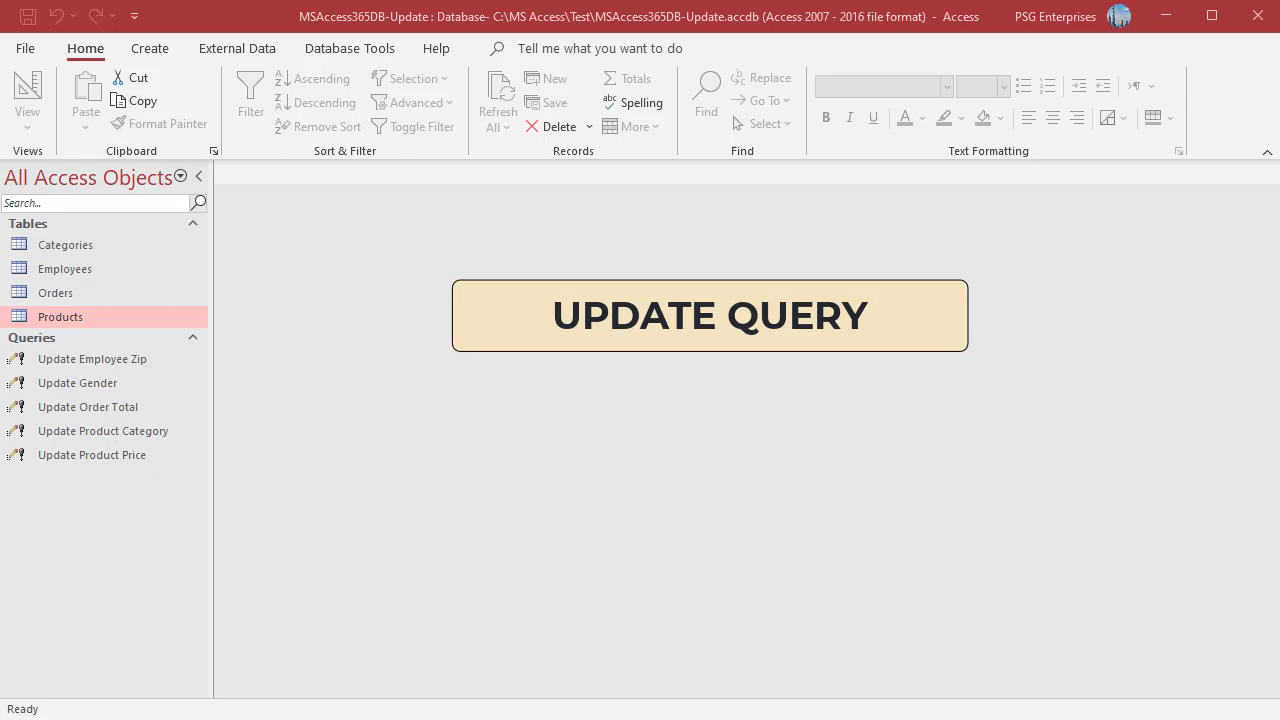 MSAccess365DB-Update : Database- C:\MS Access\Test\MSAccess365DB-Update.accdb (Access 2007 - 2016 file format) - Access
PSG Enterprises
File Home Create External Data Database Tools Help Tell me what you want to do
View
Views
Paste
Cut
Copy
Format Painter
Clipboard
Filter
Ascending
Descending
Remove Sort
Selection
Advanced
Toggle Filter
Sort & Filter
Refresh
All
New
Save
Delete
Totals
abc Spelling
More
Records
Find
Replace
Go To
Select
Find
B I U A
Text Formatting
All Access Objects
Search...
Tables
Categories
Employees
Orders
Products
Queries
Update Employee Zip
Update Gender
Update Order Total
Update Product Category
Update Product Price
UPDATE QUERY
Ready